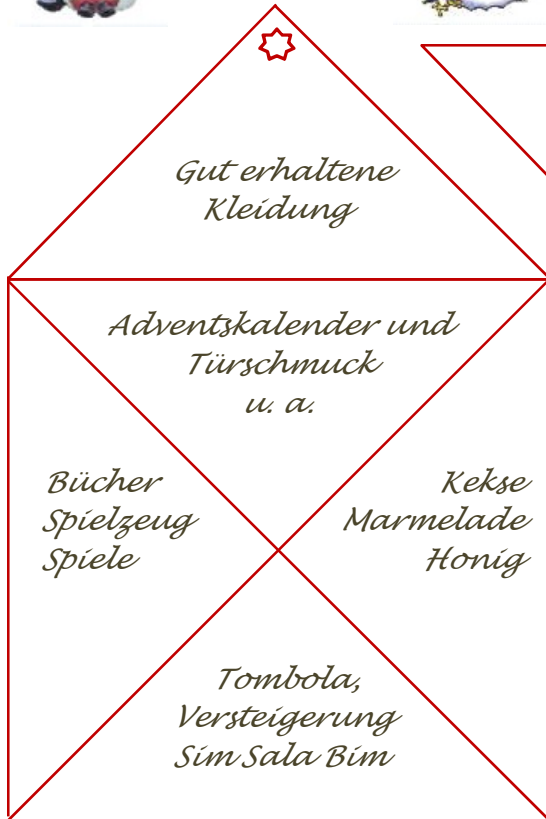 Gut erhaltene
Kleidung
Adventskalender und
Türschmuck
u. a.
Bücher
Spielzeug
Spiele
Kekse
Marmelade
Honig
Tombola,
Versteigerung
Sim Sala Bim